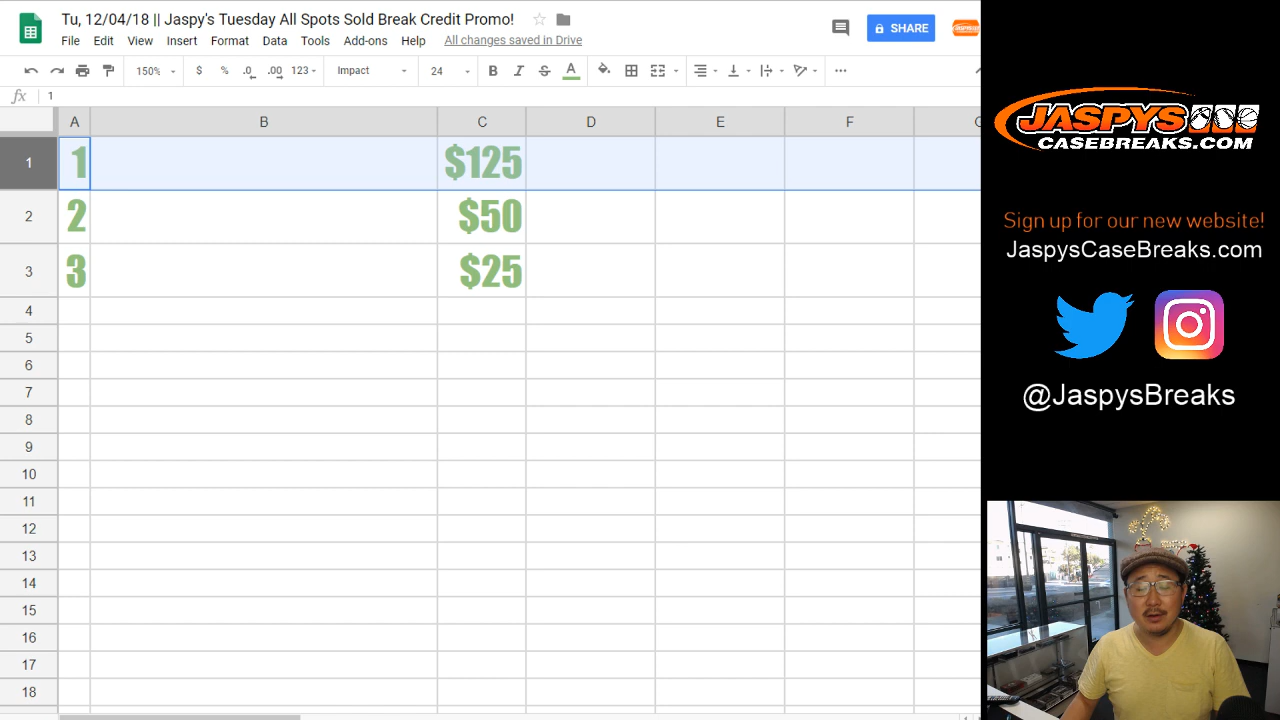 Tu, 12/04/18 || Jaspy's Tuesday All Spots Sold Break Credit Promo!
SHARE
File Edit View Insert Format Data Tools Add-ons Help All changes saved in Drive
150% $ % .0 .00 123 Impact 24 B I S A
fx 1
A B C D E F
1 1 $125
2 2 $50
3 3 $25
4
5
6
7
8
9
10
11
12
13
14
15
16
17
18
JASPYS
CASEBREAKS.COM
Sign up for our new website!
JaspysCaseBreaks.com
@JaspysBreaks